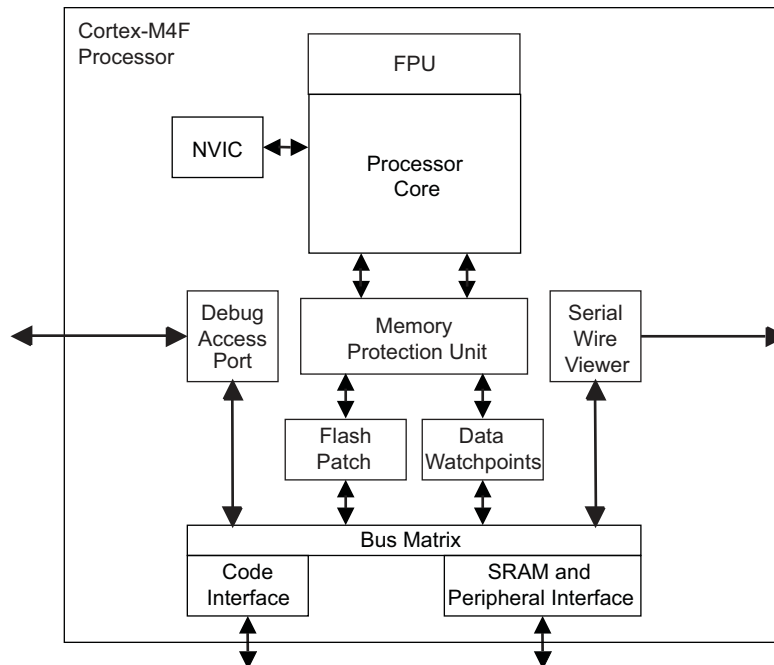 Cortex-M4F
Processor
FPU
NVIC
Processor
Core
Debug
Access
Port
Memory
Protection Unit
Serial
Wire
Viewer
Flash
Patch
Data
Watchpoints
Bus Matrix
Code
Interface
SRAM and
Peripheral Interface